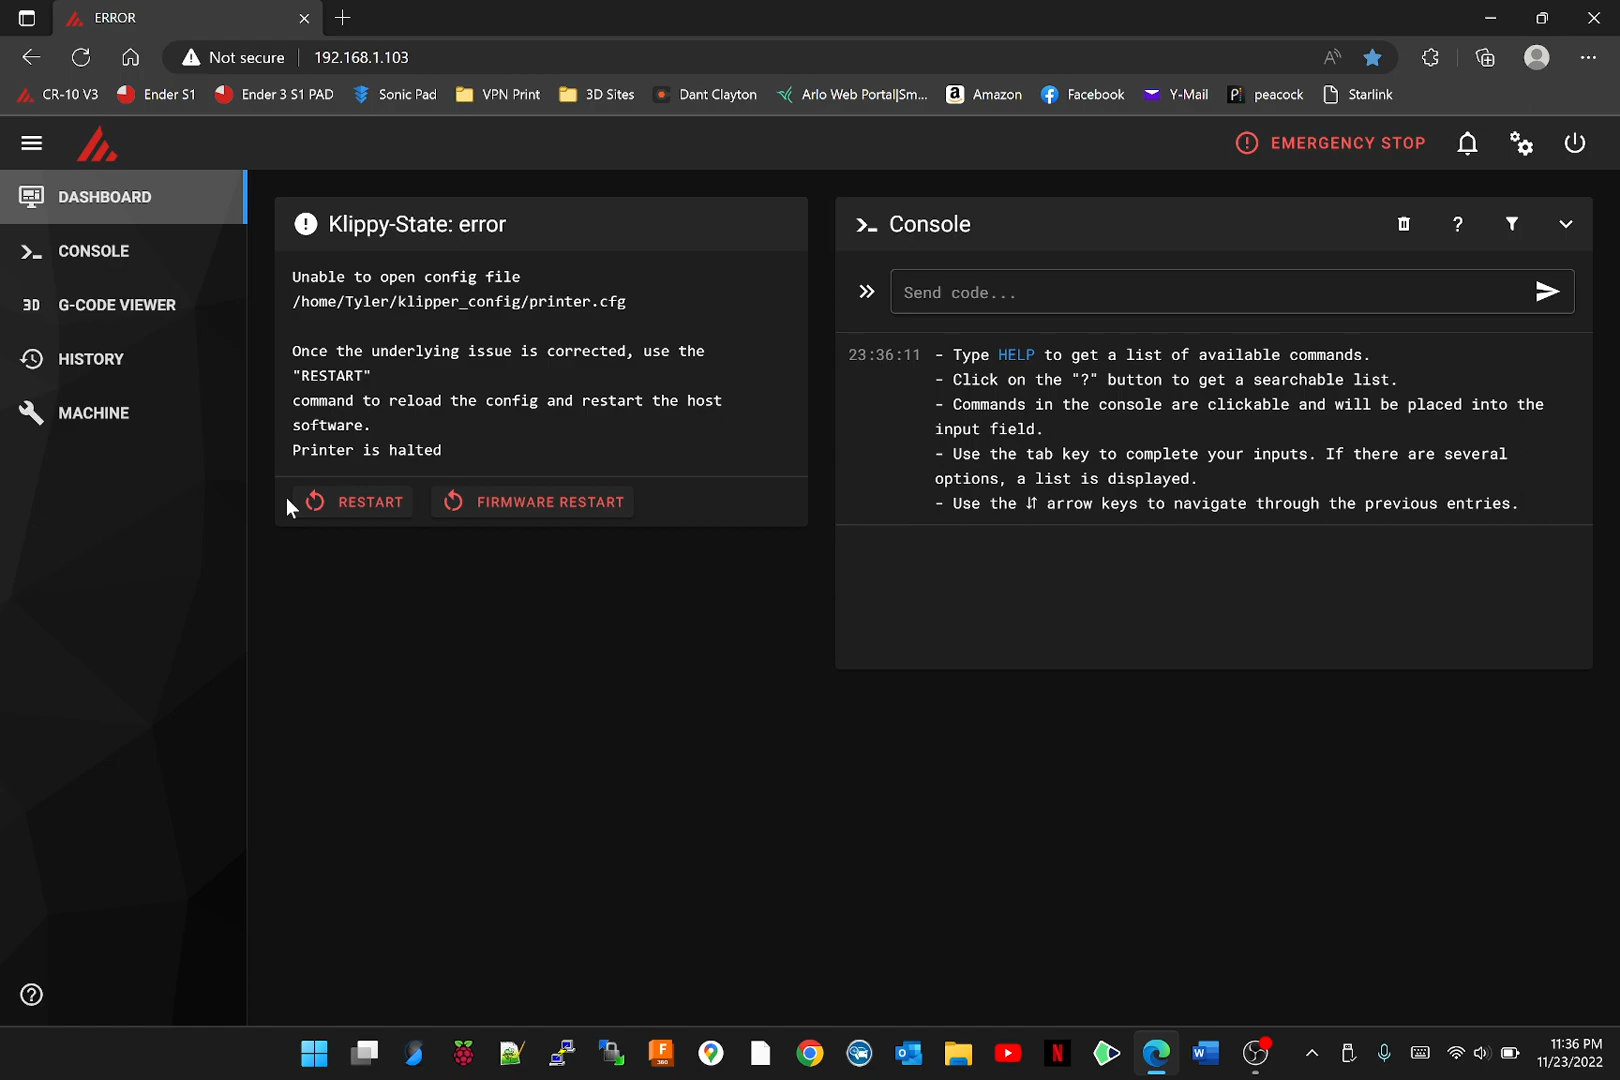 ERROR
Not secure
192.168.1.103
CR-10 V3
Ender S1
Ender 3 S1 PAD
Sonic Pad
VPN Print
3D Sites
Dant Clayton
Arlo Web Portal|Sm...
Amazon
Facebook
Y-Mail
peacock
Starlink
EMERGENCY STOP
DASHBOARD
CONSOLE
3D G-CODE VIEWER
HISTORY
MACHINE
Klippy-State: error
Unable to open config file
/home/Tyler/klipper_config/printer.cfg
Once the underlying issue is corrected, use the
"RESTART"
command to reload the config and restart the host
software.
Printer is halted
RESTART
FIRMWARE RESTART
Console
Send code...
23:36:11 - Type HELP to get a list of available commands.
- Click on the "?" button to get a searchable list.
- Commands in the console are clickable and will be placed into the
input field.
- Use the tab key to complete your inputs. If there are several
options, a list is displayed.
- Use the ⇵ arrow keys to navigate through the previous entries.
11:36 PM
11/23/2022